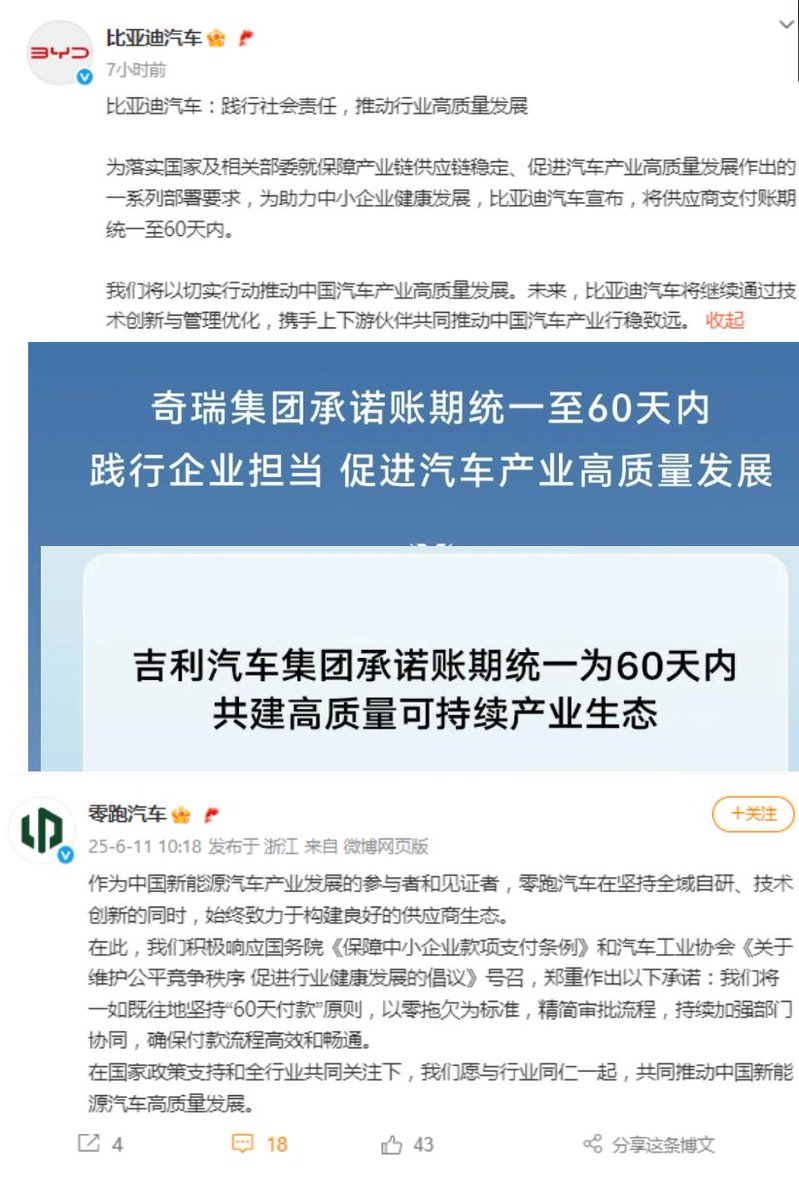 BYD
比亚迪汽车
7小时前
比亚迪汽车：践行社会责任，推动行业高质量发展
为落实国家及相关部委就保障产业链供应链稳定、促进汽车产业高质量发展作出的
一系列部署要求，为助力中小企业健康发展，比亚迪汽车宣布，将供应商支付账期
统一至60天内。
我们将以切实行动推动中国汽车产业高质量发展。未来，比亚迪汽车将继续通过技
术创新与管理优化，携手上下游伙伴共同推动中国汽车产业行稳致远。 收起
奇瑞集团承诺账期统一至60天内
践行企业担当 促进汽车产业高质量发展
吉利汽车集团承诺账期统一为60天内
共建高质量可持续产业生态
零跑汽车
+关注
25-6-11 10:18 发布于 浙江 来自 微博网页版
作为中国新能源汽车产业发展的参与者和见证者，零跑汽车在坚持全域自研、技术
创新的同时，始终致力于构建良好的供应商生态。
在此，我们积极响应国务院《保障中小企业款项支付条例》和汽车工业协会《关于
维护公平竞争秩序 促进行业健康发展的倡议》号召，郑重作出以下承诺：我们将
一如既往地坚持“60天付款”原则，以零拖欠为标准，精简审批流程，持续加强部门
协同，确保付款流程高效和畅通。
在国家政策支持和全行业共同关注下，我们愿与行业同仁一起，共同推动中国新能
源汽车高质量发展。
4 18 43 分享这条博文